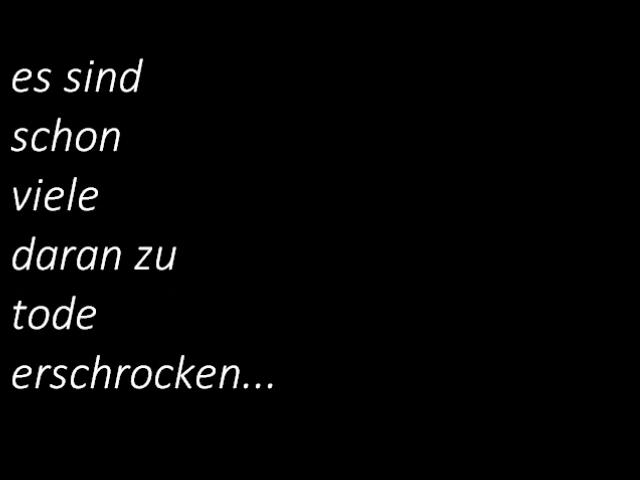 es sind
schon
viele
daran zu
tode
erschrocken...